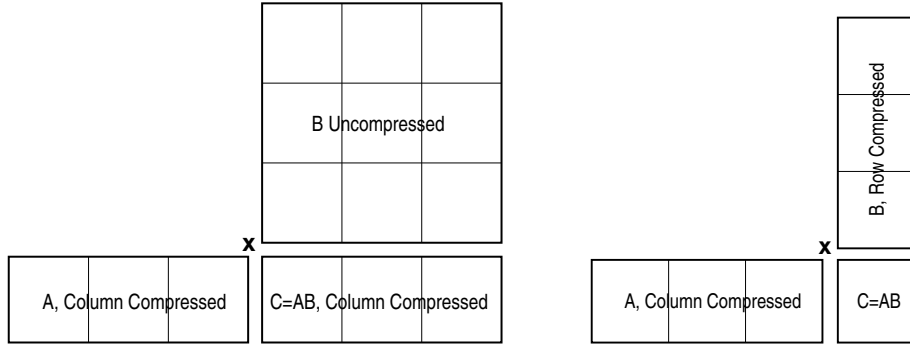 B Uncompressed
x
A, Column Compressed
C=AB, Column Compressed
B, Row Compressed
x
A, Column Compressed
C=AB